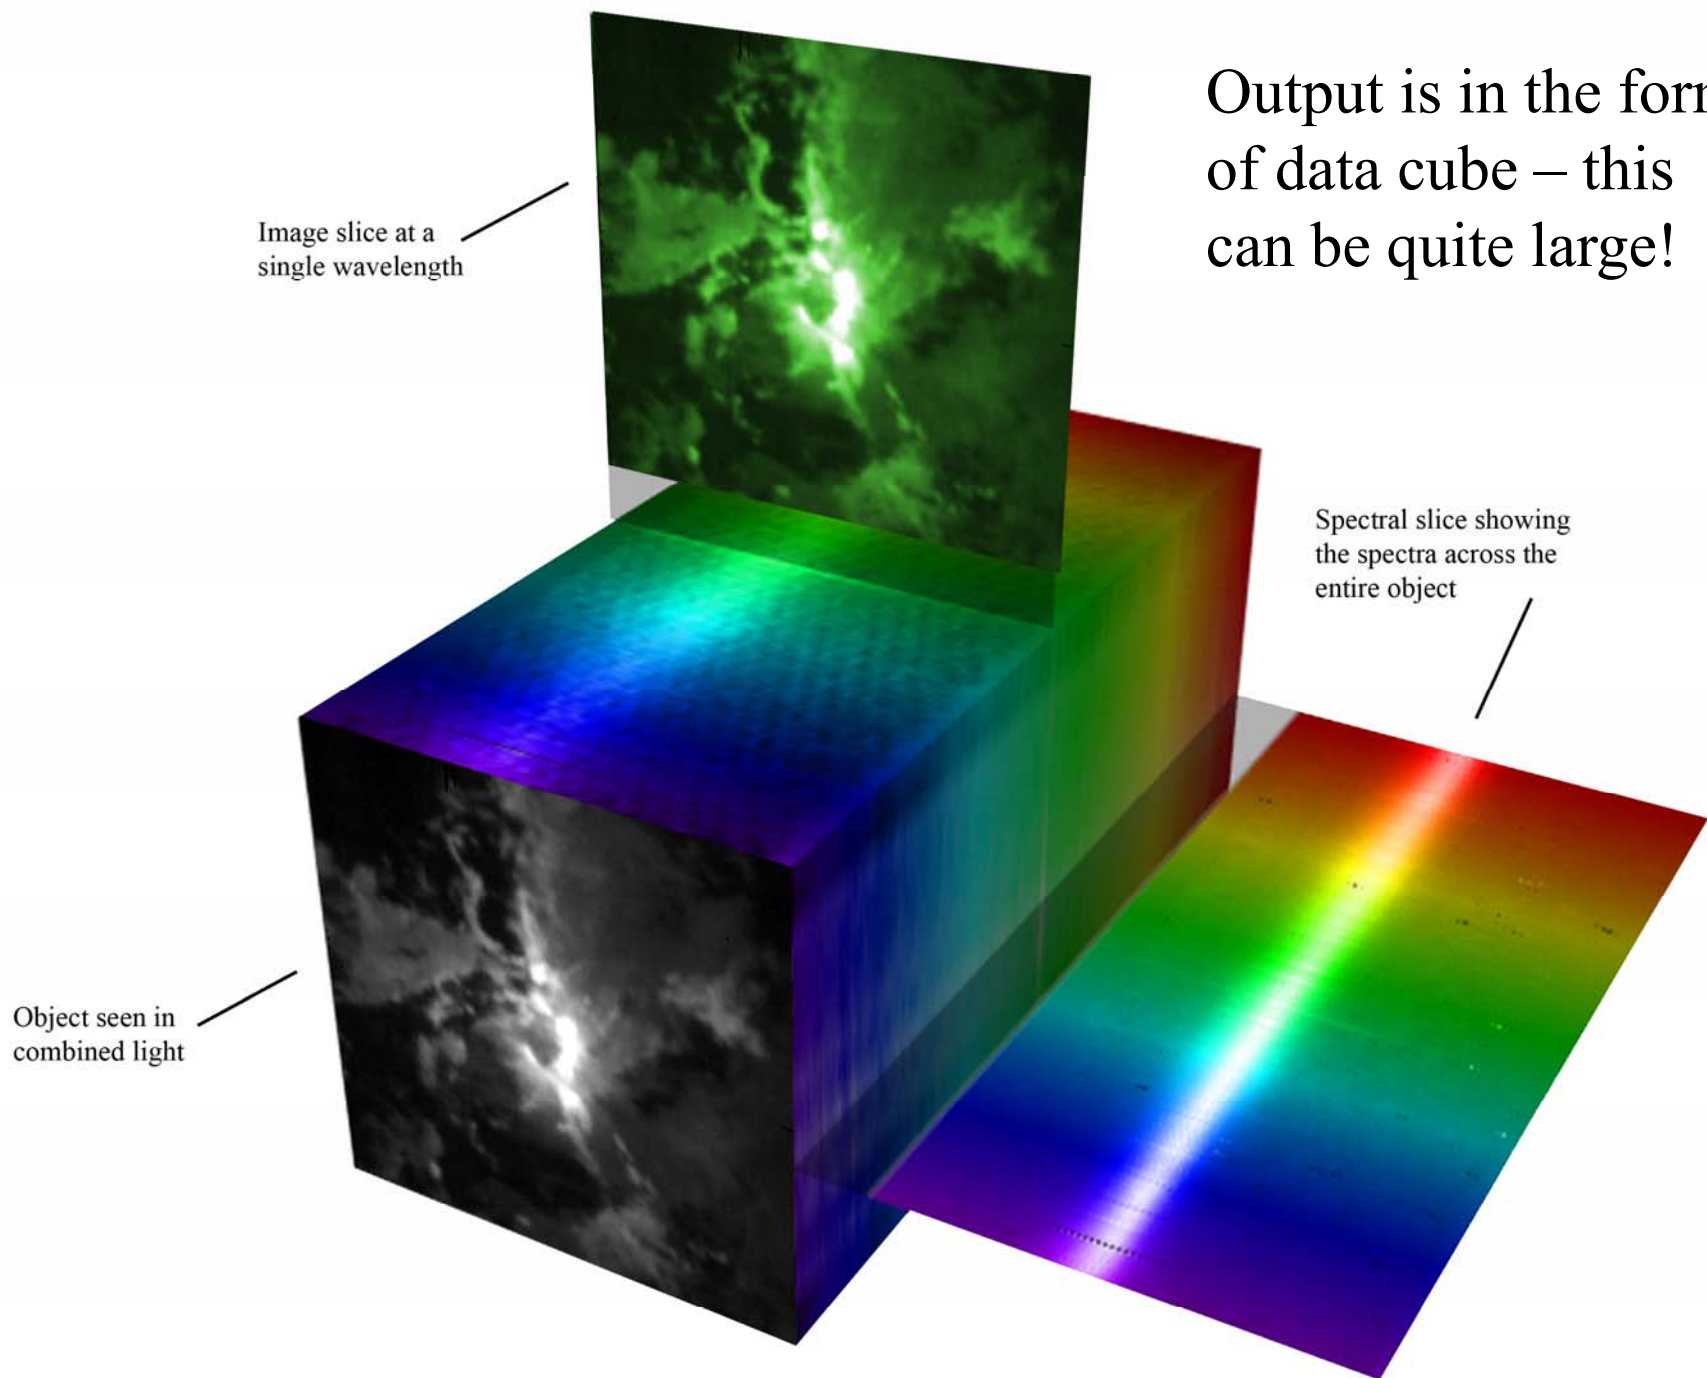 Output is in the for
of data cube – this
can be quite large!
Image slice at a
single wavelength
Spectral slice showing
the spectra across the
entire object
Object seen in
combined light